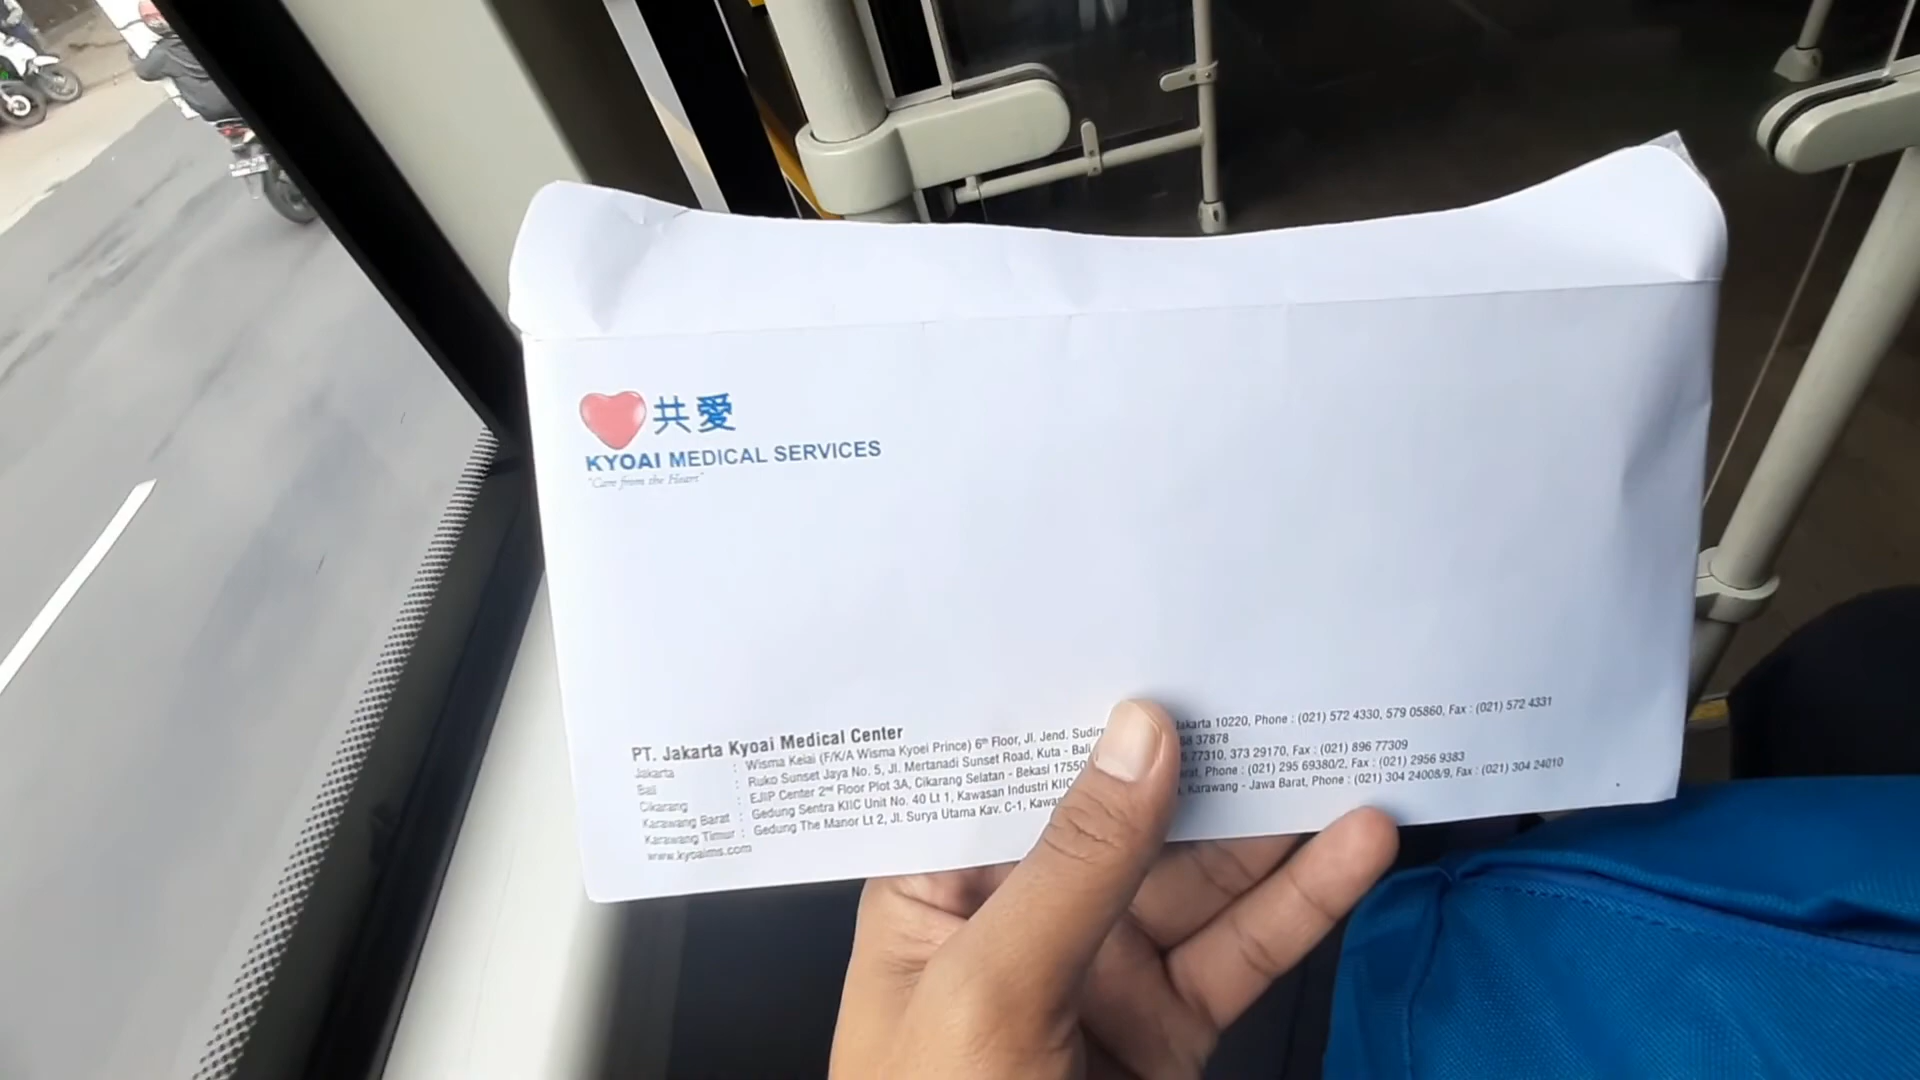 共愛
KYOAI MEDICAL SERVICES
"Care from the Heart"
PT. Jakarta Kyoai Medical Center
Jakarta : Wisma Keiai (F/K/A Wisma Kyoei Prince) 6th Floor, Jl. Jend. Jakarta 10220, Phone : (021) 572 4330, 579 05860, Fax : (021) 572 4331
Bali : Ruko Sunset Jaya No. 5, Jl. Mertanadi Sunset Road, Kuta - Bali 37878
Cikarang : EJIP Center 2nd Floor Plot 3A, Cikarang Selatan - Bekasi 17550 77310, 373 29170, Fax : (021) 896 77309
Karawang Barat : Gedung Sentra KIIC Unit No. 40 Lt 1, Kawasan Industri KIIC Phone : (021) 295 69380/2, Fax : (021) 2956 9383
Karawang Timur : Gedung The Manor Lt 2, Jl. Surya Utama Kav. C-1, Karawang - Jawa Barat, Phone : (021) 304 24008/9, Fax : (021) 304 24010
www.kyoaims.com